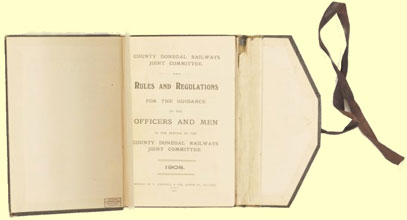 COUNTY DONEGAL RAILWAYS
JOINT COMMITTEE.
RULES AND REGULATIONS
FOR THE GUIDANCE
OF THE
OFFICERS AND MEN
IN THE SERVICE OF THE
COUNTY DONEGAL RAILWAYS
JOINT COMMITTEE
1908.